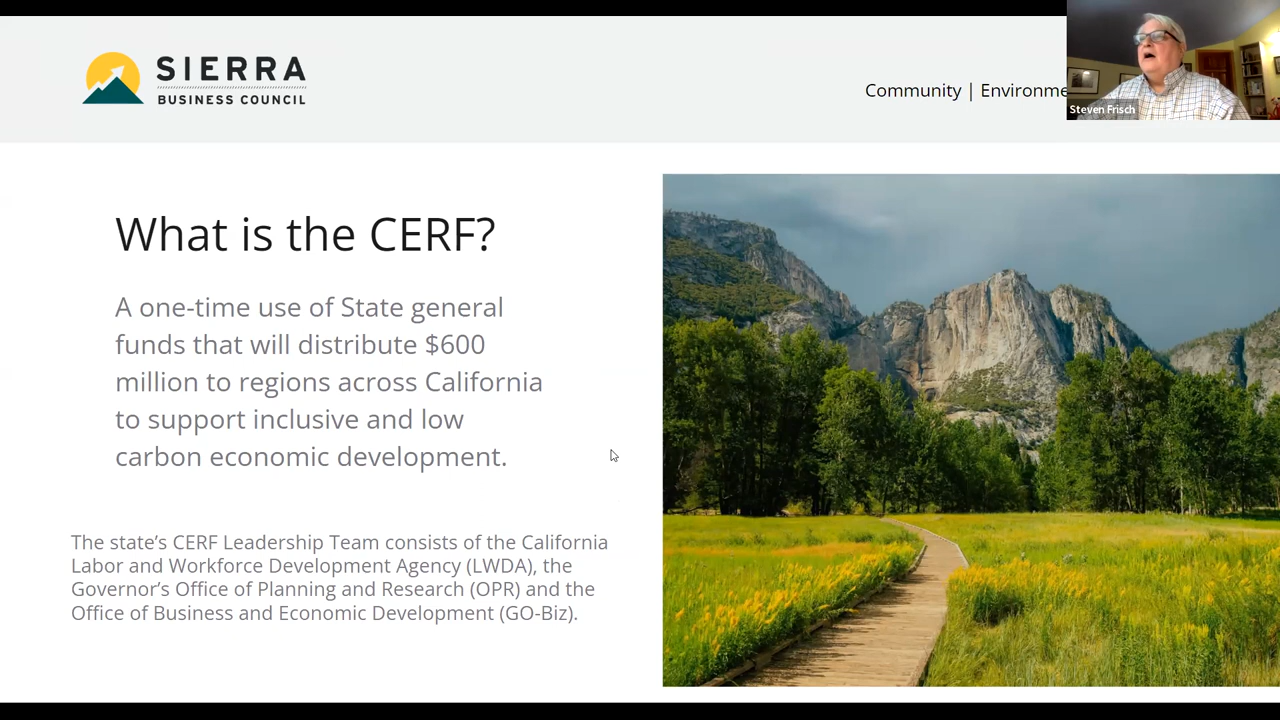 SIERRA
BUSINESS COUNCIL
Community | Environme
Steven Frisch
What is the CERF?
A one-time use of State general
funds that will distribute $600
million to regions across California
to support inclusive and low
carbon economic development.
The state’s CERF Leadership Team consists of the California
Labor and Workforce Development Agency (LWDA), the
Governor’s Office of Planning and Research (OPR) and the
Office of Business and Economic Development (GO-Biz).